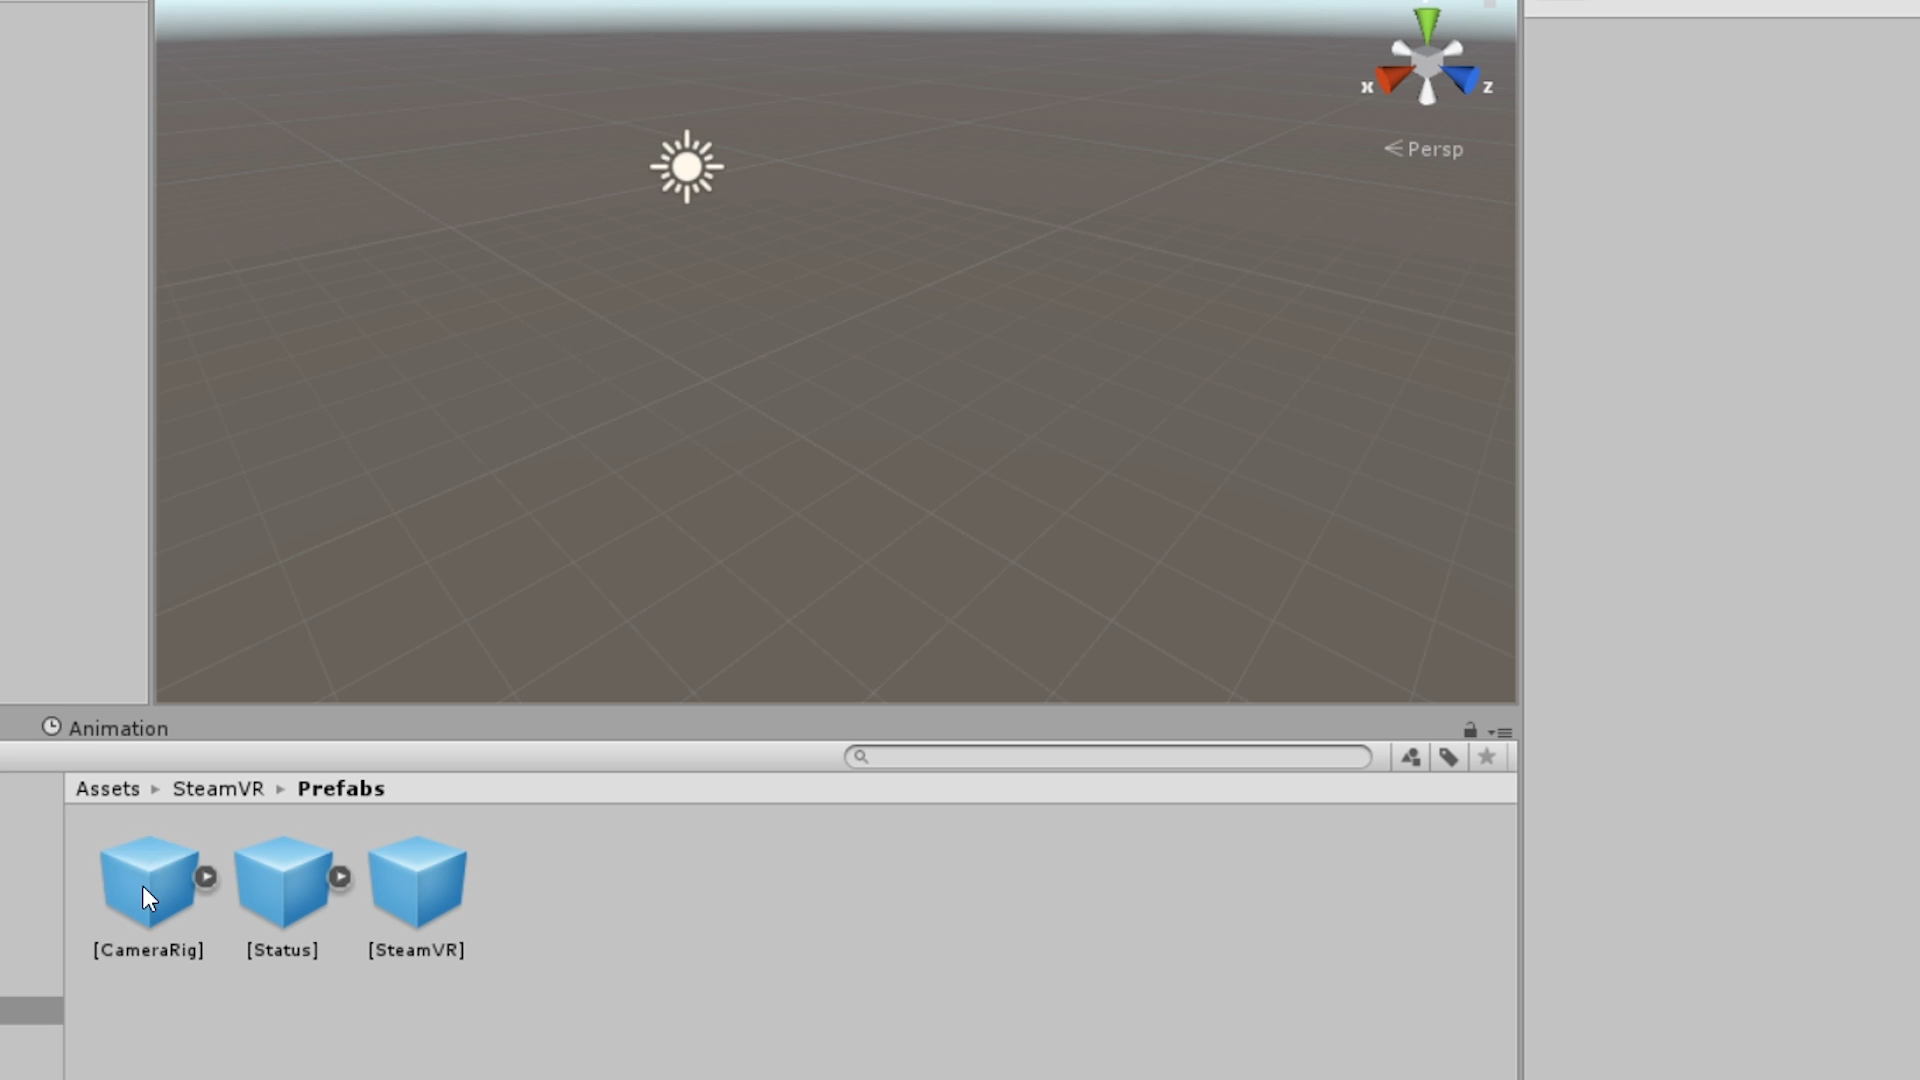 x
z
Persp
Animation
Assets SteamVR Prefabs
[CameraRig]
[Status]
[SteamVR]